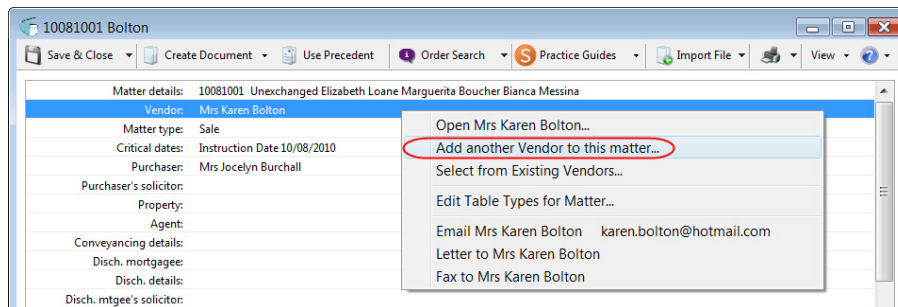 10081001 Bolton
Save & Close Create Document Use Precedent Order Search S Practice Guides Import File View ?
Matter details: 10081001 Unexchanged Elizabeth Loane Marguerita Boucher Bianca Messina
Vendor: Mrs Karen Bolton
Matter type: Sale
Critical dates: Instruction Date 10/08/2010
Purchaser: Mrs Jocelyn Burchall
Purchaser's solicitor:
Property:
Agent:
Conveyancing details:
Disch. mortgagee:
Disch. details:
Disch. mtgee's solicitor:
Open Mrs Karen Bolton...
Add another Vendor to this matter...
Select from Existing Vendors...
Edit Table Types for Matter...
Email Mrs Karen Bolton karen.bolton@hotmail.com
Letter to Mrs Karen Bolton
Fax to Mrs Karen Bolton